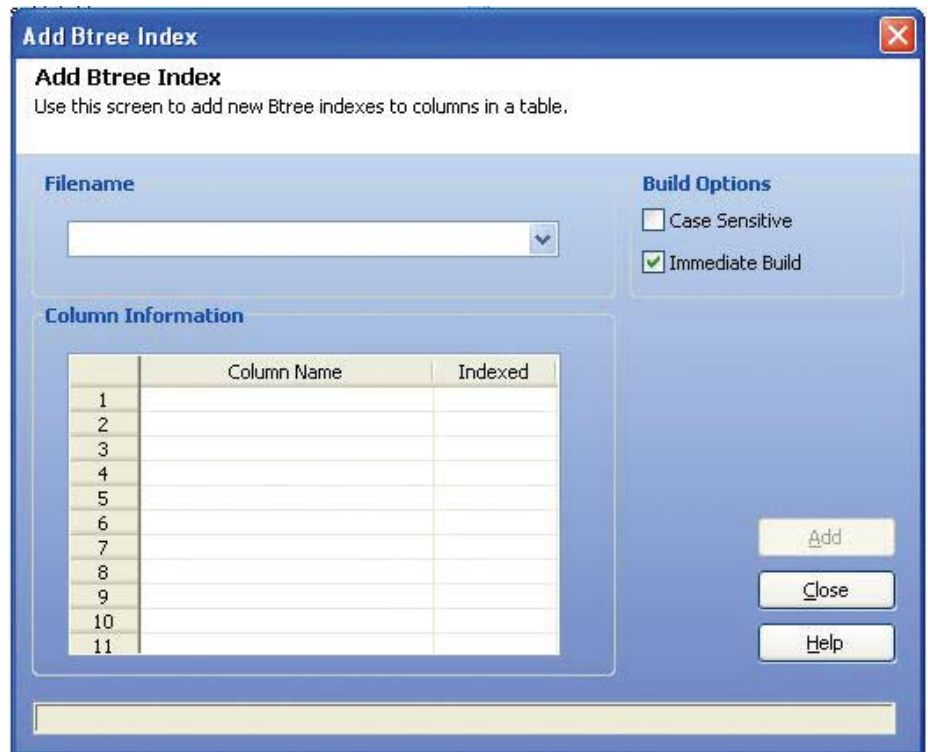 Add Btree Index
Add Btree Index
Use this screen to add new Btree indexes to columns in a table.
Filename
Build Options
Case Sensitive
Immediate Build
Column Information
Column Name Indexed
1
2
3
4
5
6
7
8
9
10
11
Add
Close
Help